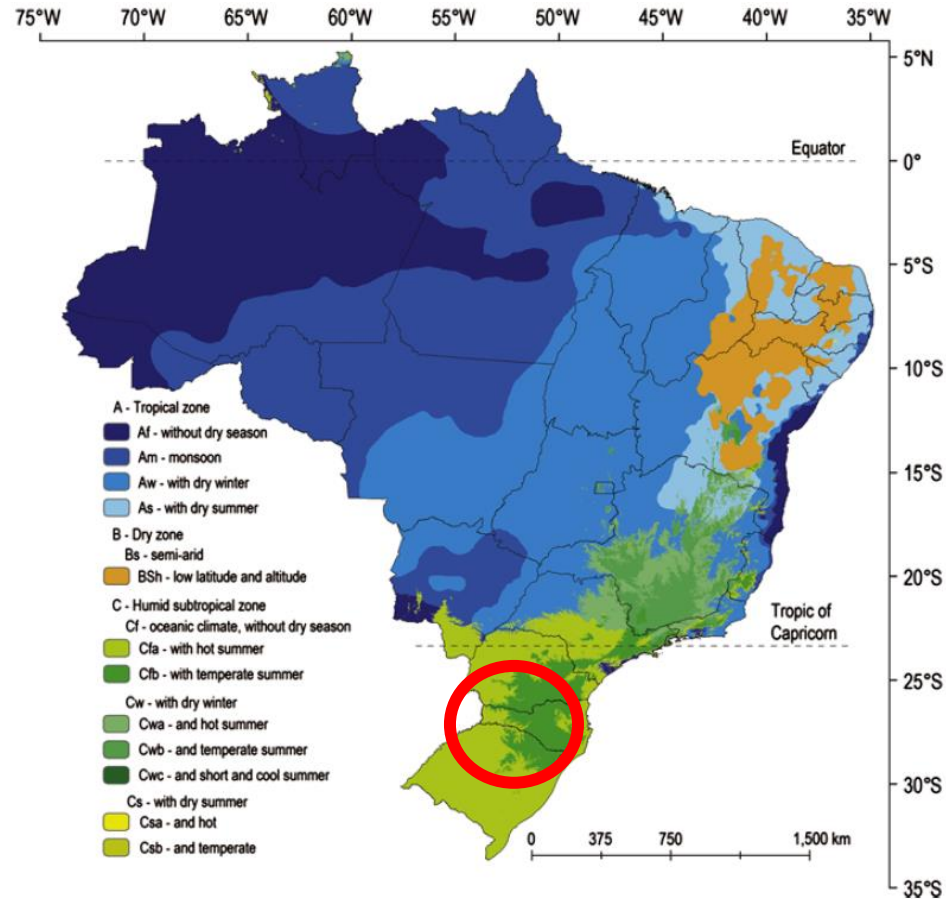 75°W 70°W 65°W 60°W 55°W 50°W 45°W 40°W 35°W
5°N
Equator
0°
5°S
10°S
A - Tropical zone
Af - without dry season
Am - monsoon
Aw - with dry winter
As - with dry summer
15°S
B - Dry zone
Bs - semi-arid
BSh - low latitude and altitude
20°S
C - Humid subtropical zone
Cf - oceanic climate, without dry season
Cfa - with hot summer
Cfb - with temperate summer
Tropic of
Capricorn
25°S
Cw - with dry winter
Cwa - and hot summer
Cwb - and temperate summer
Cwc - and short and cool summer
30°S
Cs - with dry summer
Csa - and hot
Csb - and temperate
0 375 750 1,500 km
35°S